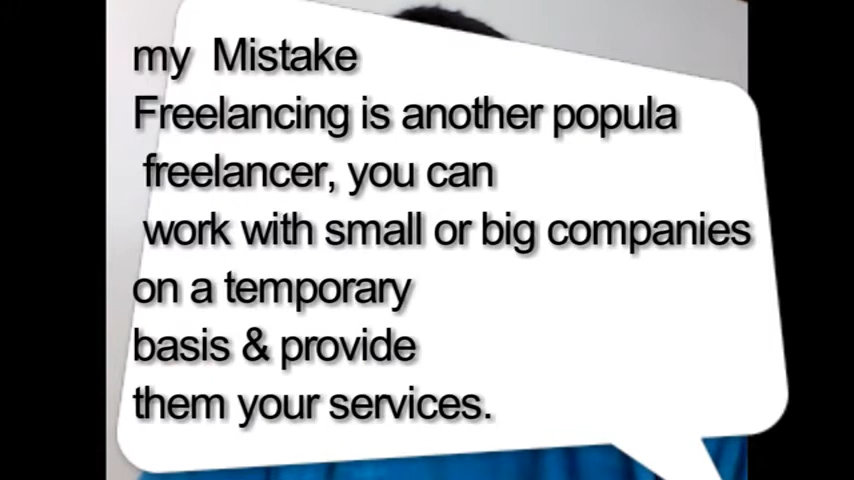 my Mistake
Freelancing is another popula
freelancer, you can
work with small or big companies
on a temporary
basis & provide
them your services.